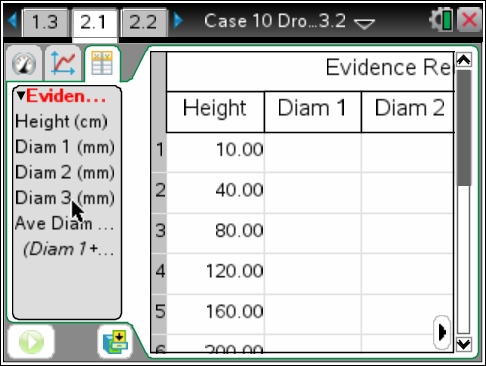 1.3 2.1 2.2 Case 10 Dro...3.2
Eviden...
Height (cm)
Diam 1 (mm)
Diam 2 (mm)
Diam 3 (mm)
Ave Diam ...
(Diam 1+...
Evidence Re
Height Diam 1 Diam 2
1 10.00
2 40.00
3 80.00
4 120.00
5 160.00
6 200.00